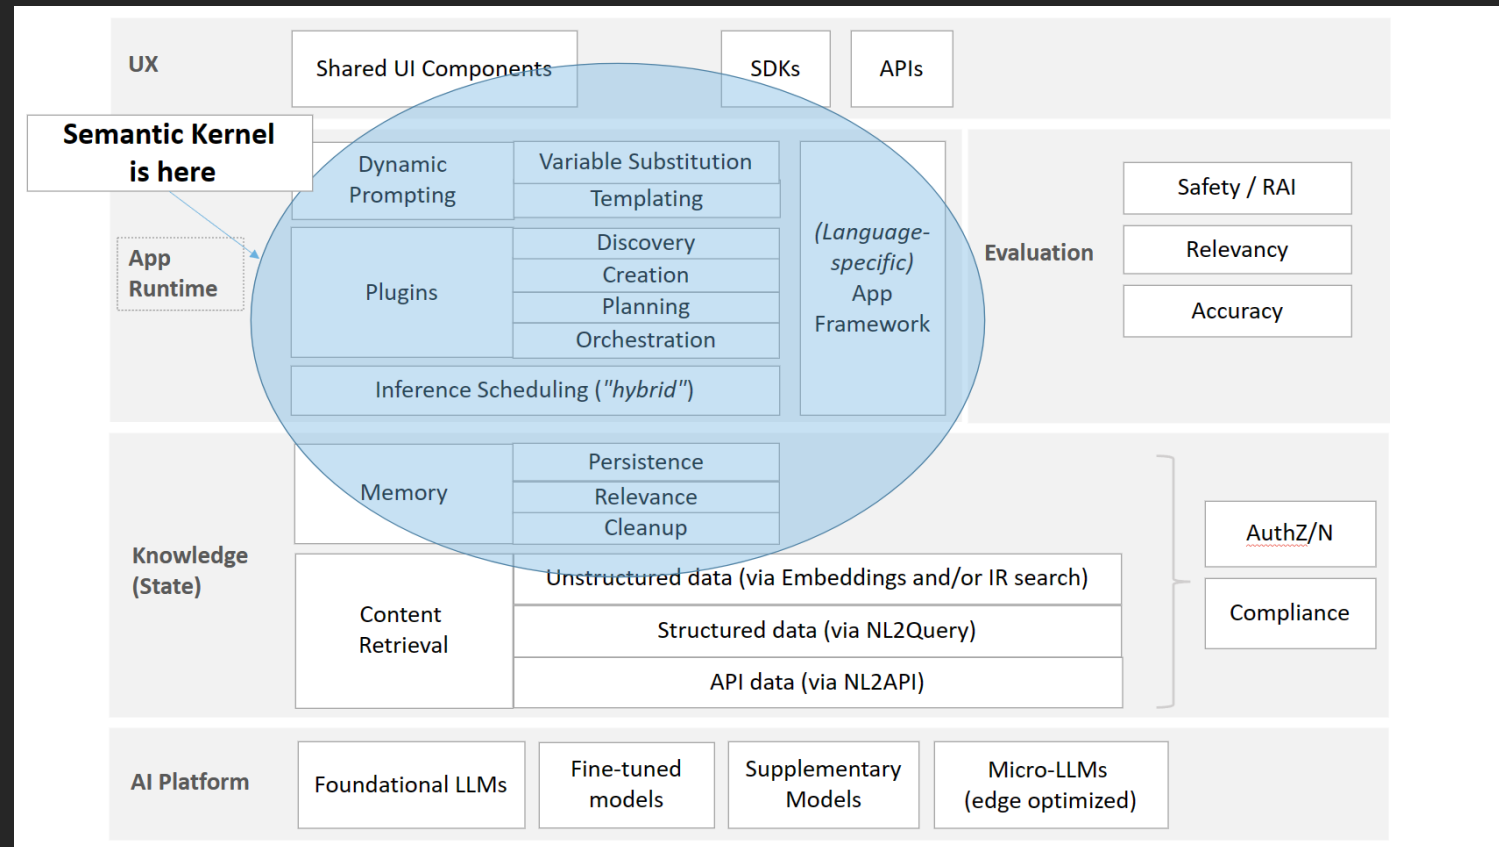 UX
Shared UI Components
SDKs
APIs
Semantic Kernel
is here
App
Runtime
Dynamic
Prompting
Variable Substitution
Templating
Plugins
Discovery
Creation
Planning
Orchestration
Inference Scheduling ("hybrid")
(Language-
specific)
App
Framework
Evaluation
Safety / RAI
Relevancy
Accuracy
Knowledge
(State)
Memory
Persistence
Relevance
Cleanup
Content
Retrieval
Unstructured data (via Embeddings and/or IR search)
Structured data (via NL2Query)
API data (via NL2API)
AuthZ/N
Compliance
AI Platform
Foundational LLMs
Fine-tuned
models
Supplementary
Models
Micro-LLMs
(edge optimized)